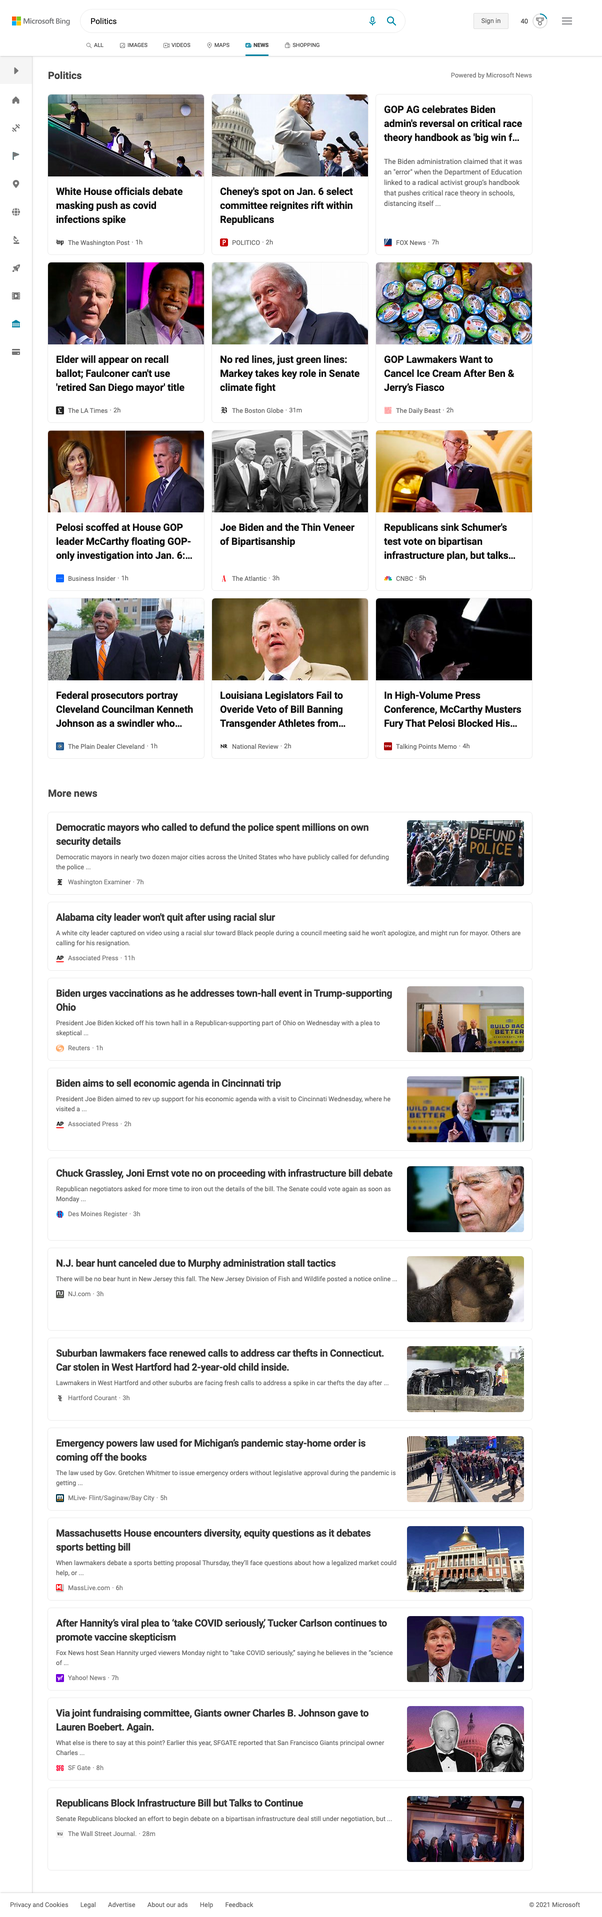 Microsoft Bing
Politics
Sign in
40
ALL
IMAGES
VIDEOS
MAPS
NEWS
SHOPPING
Politics
Powered by Microsoft News
White House officials debate
masking push as covid
infections spike
The Washington Post · 1h
Cheney's spot on Jan. 6 select
committee reignites rift within
Republicans
POLITICO · 2h
GOP AG celebrates Biden
admin's reversal on critical race
theory handbook as 'big win f...
The Biden administration claimed that it was
an "error" when the Department of Education
linked to a radical activist group's handbook
that pushes critical race theory in schools,
distancing itself ...
FOX News · 7h
Elder will appear on recall
ballot; Faulconer can't use
'retired San Diego mayor' title
The LA Times · 2h
No red lines, just green lines:
Markey takes key role in Senate
climate fight
The Boston Globe · 31m
GOP Lawmakers Want to
Cancel Ice Cream After Ben &
Jerry's Fiasco
The Daily Beast · 2h
Pelosi scoffed at House GOP
leader McCarthy floating GOP-
only investigation into Jan. 6:...
Business Insider · 1h
Joe Biden and the Thin Veneer
of Bipartisanship
The Atlantic · 3h
Republicans sink Schumer's
test vote on bipartisan
infrastructure plan, but talks...
CNBC · 5h
Federal prosecutors portray
Cleveland Councilman Kenneth
Johnson as a swindler who...
The Plain Dealer Cleveland · 1h
Louisiana Legislators Fail to
Overide Veto of Bill Banning
Transgender Athletes from...
NR National Review · 2h
In High-Volume Press
Conference, McCarthy Musters
Fury That Pelosi Blocked His...
Talking Points Memo · 4h
More news
Democratic mayors who called to defund the police spent millions on own
security details
Democratic mayors in nearly two dozen major cities across the United States who have publicly called for defunding
the police ...
Washington Examiner · 7h
DEFUND
POLICE
Alabama city leader won't quit after using racial slur
A white city leader captured on video using a racial slur toward Black people during a council meeting said he won't apologize, and might run for mayor. Others are
calling for his resignation.
AP Associated Press · 11h
Biden urges vaccinations as he addresses town-hall event in Trump-supporting
Ohio
President Joe Biden kicked off his town hall in a Republican-supporting part of Ohio on Wednesday with a plea to
skeptical ...
Reuters · 1h
BUILD BACK
BETTER
Biden aims to sell economic agenda in Cincinnati trip
President Joe Biden aimed to rev up support for his economic agenda with a visit to Cincinnati Wednesday, where he
visited a ...
AP Associated Press · 2h
BUILD BACK
BETTER
Chuck Grassley, Joni Ernst vote no on proceeding with infrastructure bill debate
Republican negotiators asked for more time to iron out the details of the bill. The Senate could vote again as soon as
Monday ...
Des Moines Register · 3h
N.J. bear hunt canceled due to Murphy administration stall tactics
There will be no bear hunt in New Jersey this fall. The New Jersey Division of Fish and Wildlife posted a notice online ...
NJ.com · 3h
Suburban lawmakers face renewed calls to address car thefts in Connecticut.
Car stolen in West Hartford had 2-year-old child inside.
Lawmakers in West Hartford and other suburbs are facing fresh calls to address a spike in car thefts the day after ...
Hartford Courant · 3h
Emergency powers law used for Michigan's pandemic stay-home order is
coming off the books
The law used by Gov. Gretchen Whitmer to issue emergency orders without legislative approval during the pandemic is
getting ...
MLive- Flint/Saginaw/Bay City · 5h
Massachusetts House encounters diversity, equity questions as it debates
sports betting bill
When lawmakers debate a sports betting proposal Thursday, they'll face questions about how a legalized market could
help, or ...
MassLive.com · 6h
After Hannity's viral plea to 'take COVID seriously,' Tucker Carlson continues to
promote vaccine skepticism
Fox News host Sean Hannity urged viewers Monday night to "take COVID seriously," saying he believes in the "science
of ...
Yahoo! News · 7h
Via joint fundraising committee, Giants owner Charles B. Johnson gave to
Lauren Boebert. Again.
What else is there to say at this point? Earlier this year, SFGATE reported that San Francisco Giants principal owner
Charles ...
SF Gate · 8h
Republicans Block Infrastructure Bill but Talks to Continue
Senate Republicans blocked an effort to begin debate on a bipartisan infrastructure deal still under negotiation, but ...
WSJ The Wall Street Journal. · 28m
Privacy and Cookies
Legal
Advertise
About our ads
Help
Feedback
© 2021 Microsoft